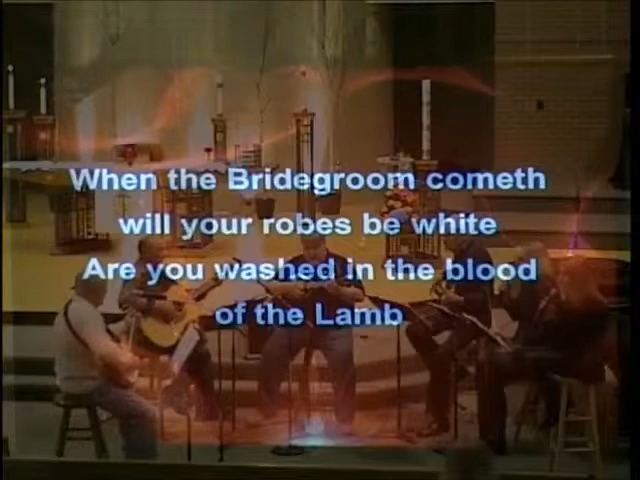 When the Bridegroom cometh
will your robes be white
Are you washed in the blood
of the Lamb